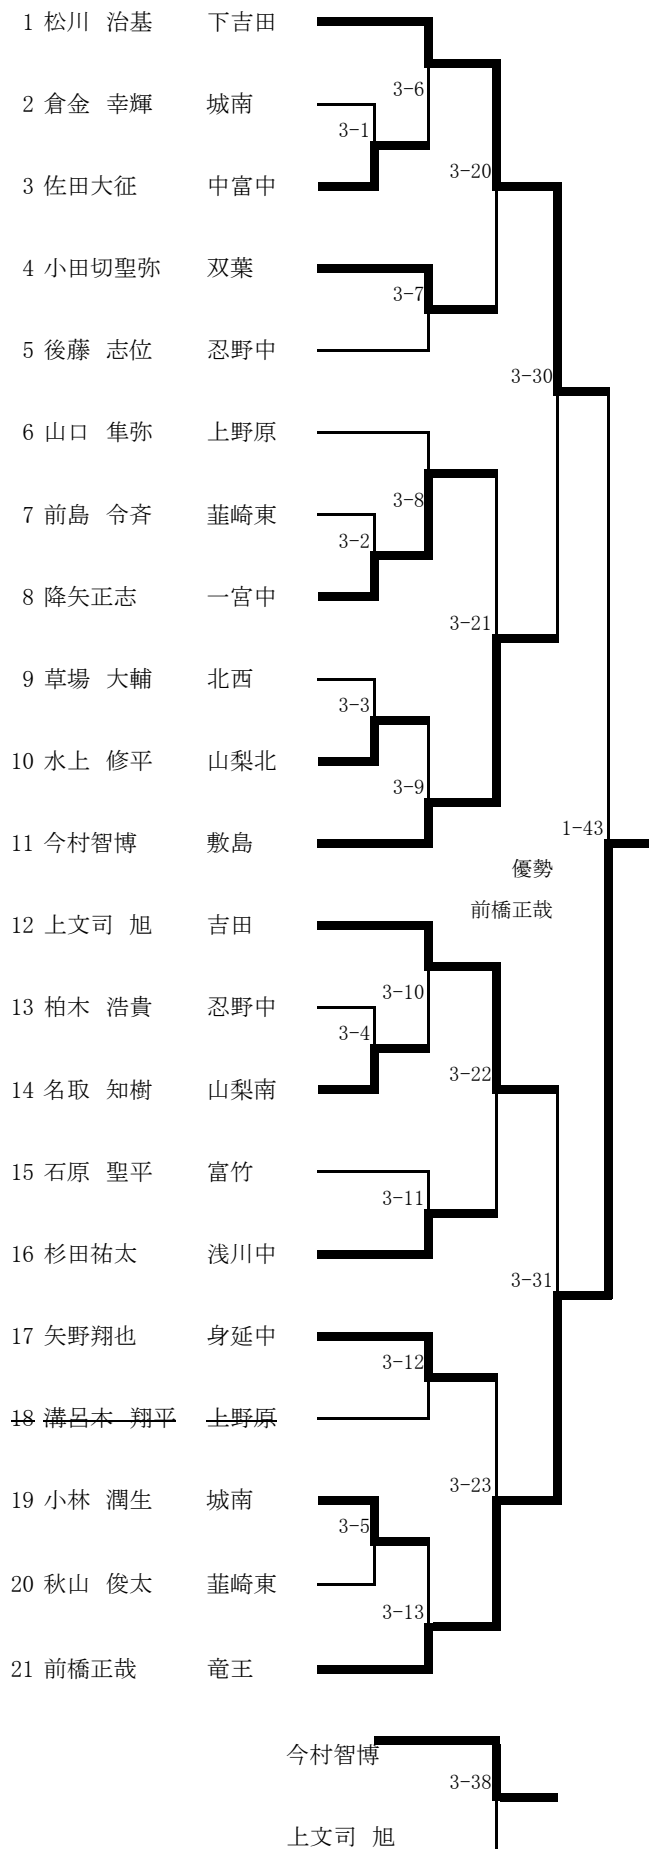 1 松川 治基 下吉田
3-6
2 倉金 幸輝 城南
3-1
3-20
3 佐田大征 中富中
4 小田切聖弥 双葉
3-7
5 後藤 志位 忍野中
3-30
6 山口 隼弥 上野原
3-8
7 前島 令斉 韮崎東
3-2
8 降矢正志 一宮中
3-21
9 草場 大輔 北西
3-3
10 水上 修平 山梨北
3-9
1-43
11 今村智博 敷島
優勢
前橋正哉
12 上文司 旭 吉田
3-10
13 柏木 浩貴 忍野中
3-4
3-22
14 名取 知樹 山梨南
15 石原 聖平 富竹
3-11
16 杉田祐太 浅川中
3-31
17 矢野翔也 身延中
3-12
18 溝呂木 翔平 上野原
3-23
19 小林 潤生 城南
3-5
20 秋山 俊太 韮崎東
3-13
21 前橋正哉 竜王
今村智博
3-38
上文司 旭